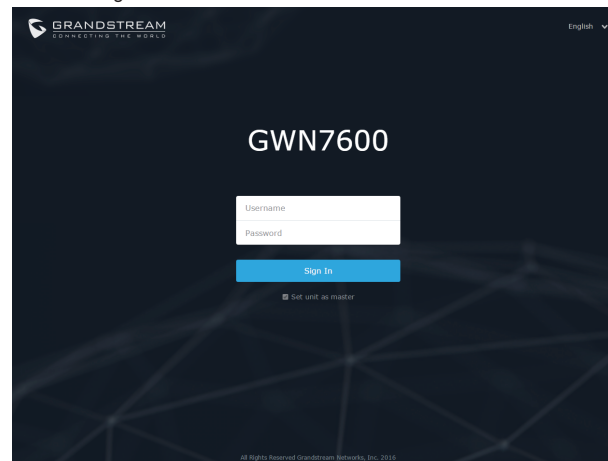 GRANDSTREAM
CONNECTING THE WORLD
English
GWN7600
Username
Password
Sign In
Set unit as master
All Rights Reserved Grandstream Networks, Inc. 2016